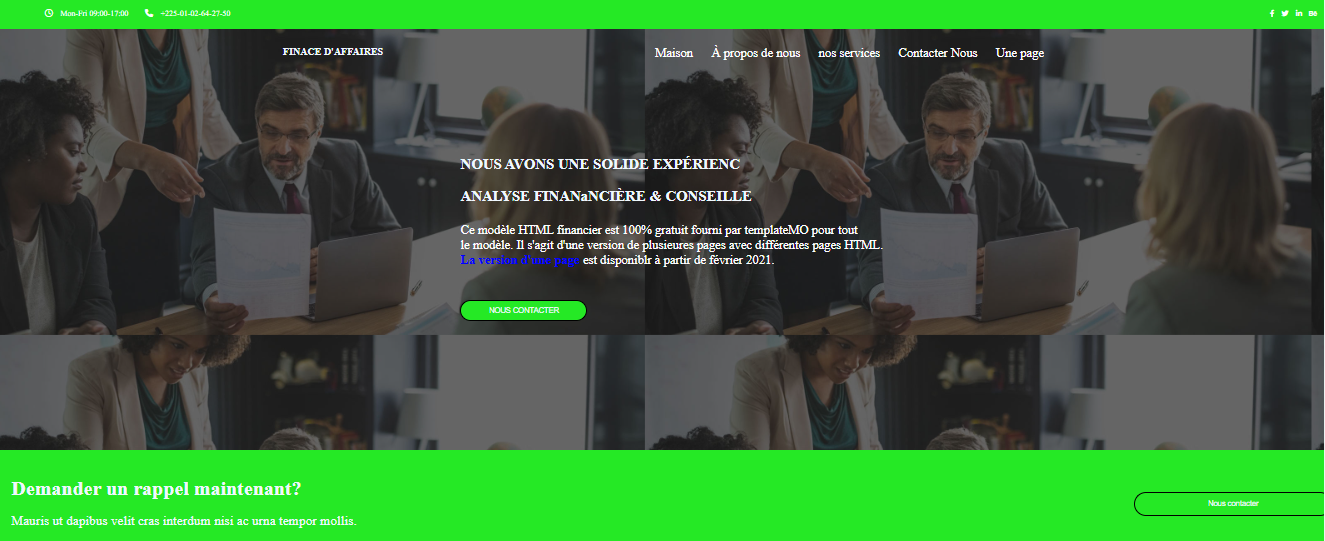 Mon-Fri 09:00-17:00 +225-01-02-64-27-50
FINACE D'AFFAIRES
Maison À propos de nous nos services Contacter Nous Une page
NOUS AVONS UNE SOLIDE EXPÉRIENC
ANALYSE FINANaNCIÈRE & CONSEILLE
Ce modèle HTML financier est 100% gratuit fourni par templateMO pour tout
le modèle. Il s'agit d'une version de plusieures pages avec différentes pages HTML.
La version d'une page est disponiblr à partir de février 2021.
NOUS CONTACTER
Demander un rappel maintenant?
Mauris ut dapibus velit cras interdum nisi ac urna tempor mollis.
Nous contacter